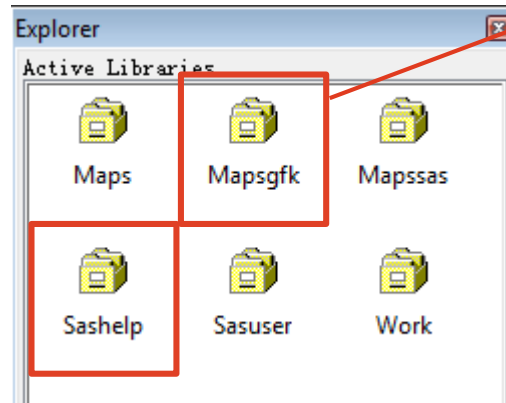 Explorer
Active Libraries
Maps Mapsgfk Mapssas
Sashelp Sasuser Work